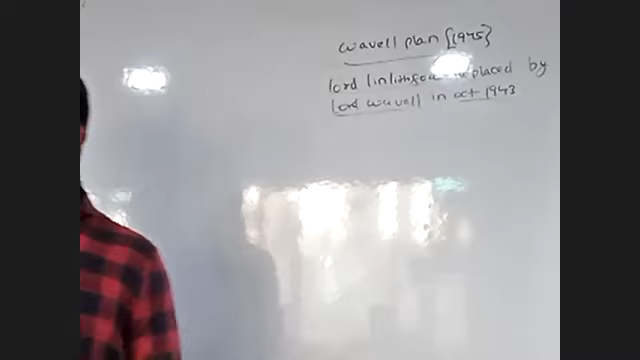 wavell plan {1945}
lord linlithgow replaced by
lord wavell in oct 1943